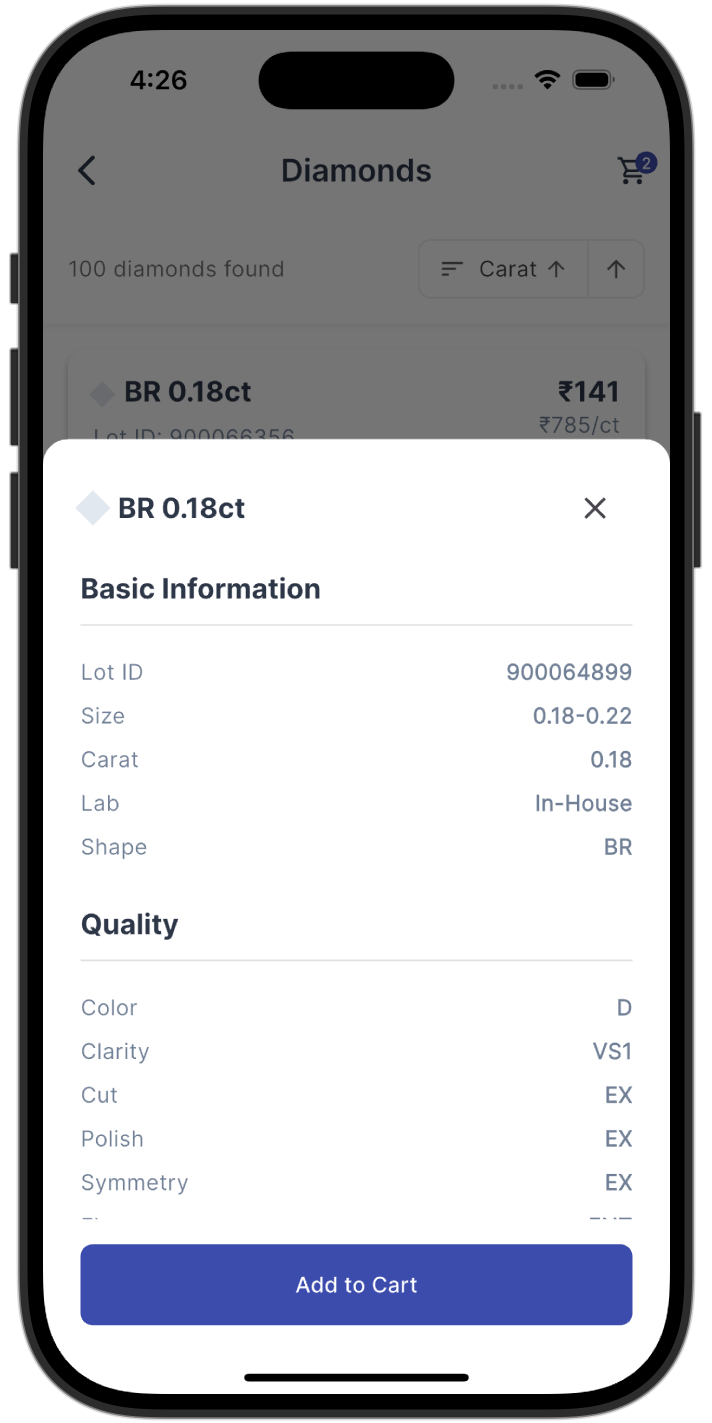 4:26
Diamonds
2
100 diamonds found
Carat ↑
↑
BR 0.18ct
₹141
Lot ID: 900066356
₹785/ct
BR 0.18ct
Basic Information
Lot ID 900064899
Size 0.18-0.22
Carat 0.18
Lab In-House
Shape BR
Quality
Color D
Clarity VS1
Cut EX
Polish EX
Symmetry EX
Add to Cart